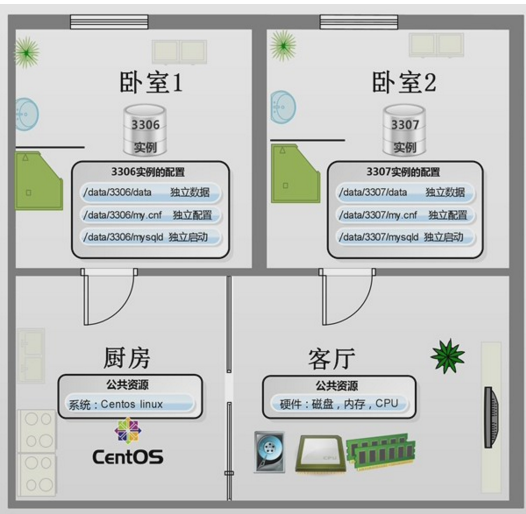 卧室1
卧室2
3306
实例
3307
实例
3306实例的配置
/data/3306/data 独立数据
/data/3306/my.cnf 独立配置
/data/3306/mysqld 独立启动
3307实例的配置
/data/3307/data 独立数据
/data/3307/my.cnf 独立配置
/data/3307/mysqld 独立启动
厨房
公共资源
系统：Centos linux
CentOS
客厅
公共资源
硬件：磁盘，内存，CPU